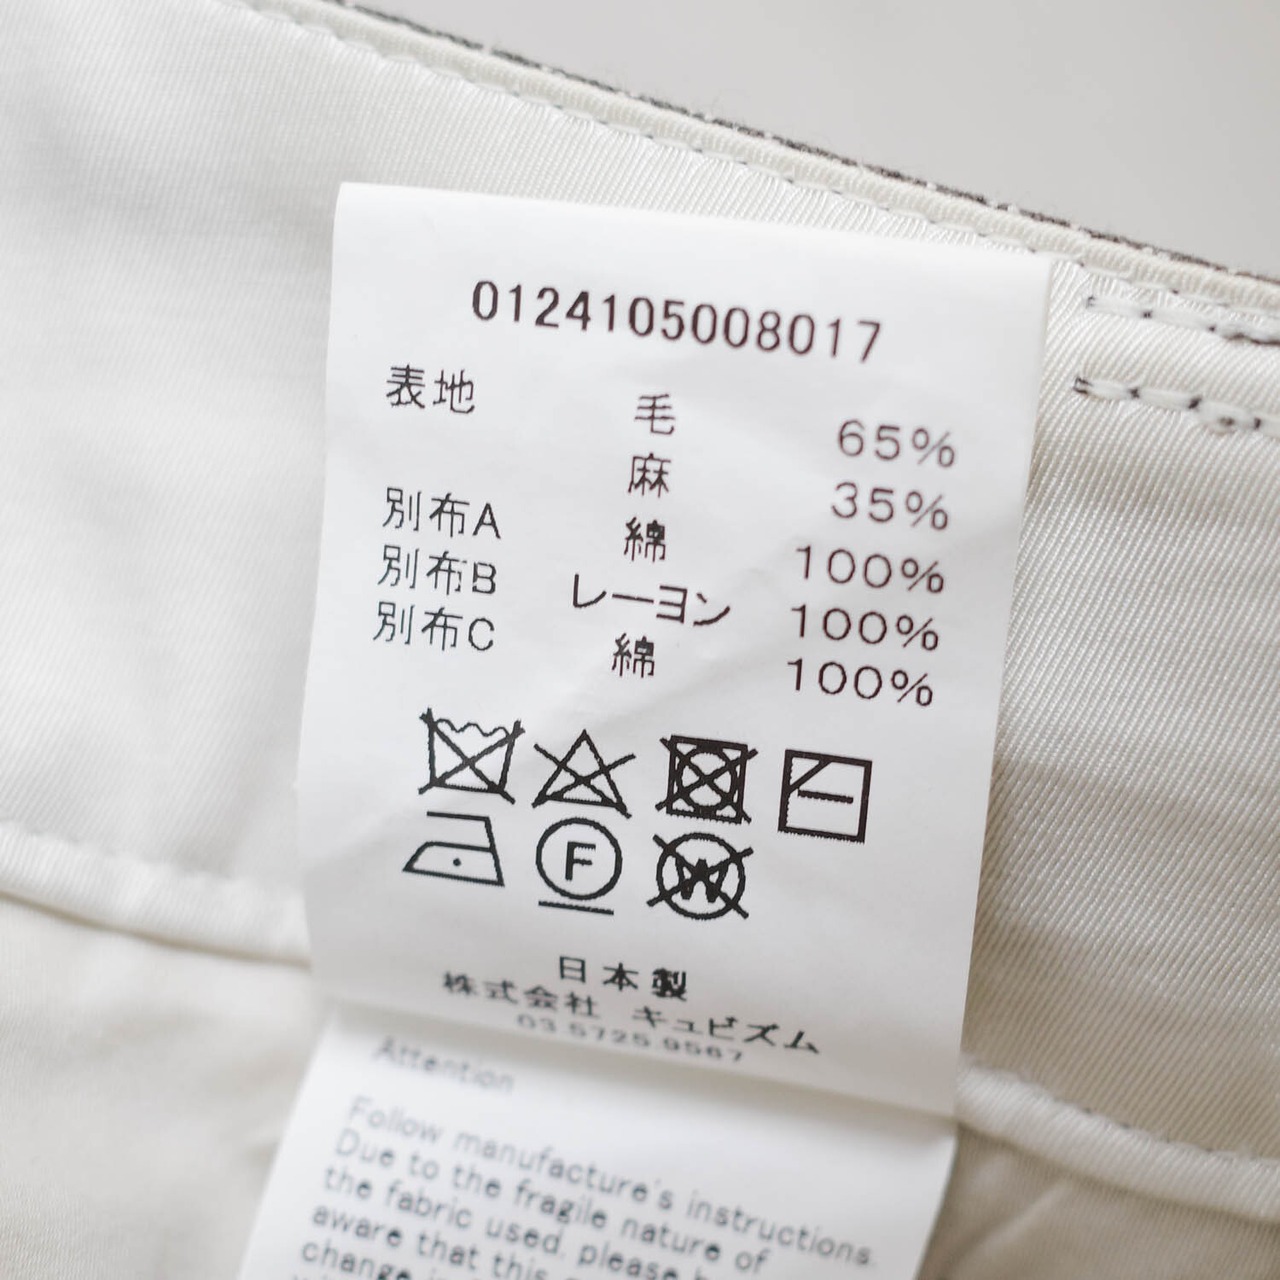 0124105008017
表地 毛 65%
麻 35%
別布A 綿 100%
別布B レーヨン 100%
別布C 綿 100%
F
W
日本製
株式会社 キュビズム
03 5725 9567
Attention
Follow manufacture's instructions.
Due to the fragile nature of
the fabric used, please
aware that this
change